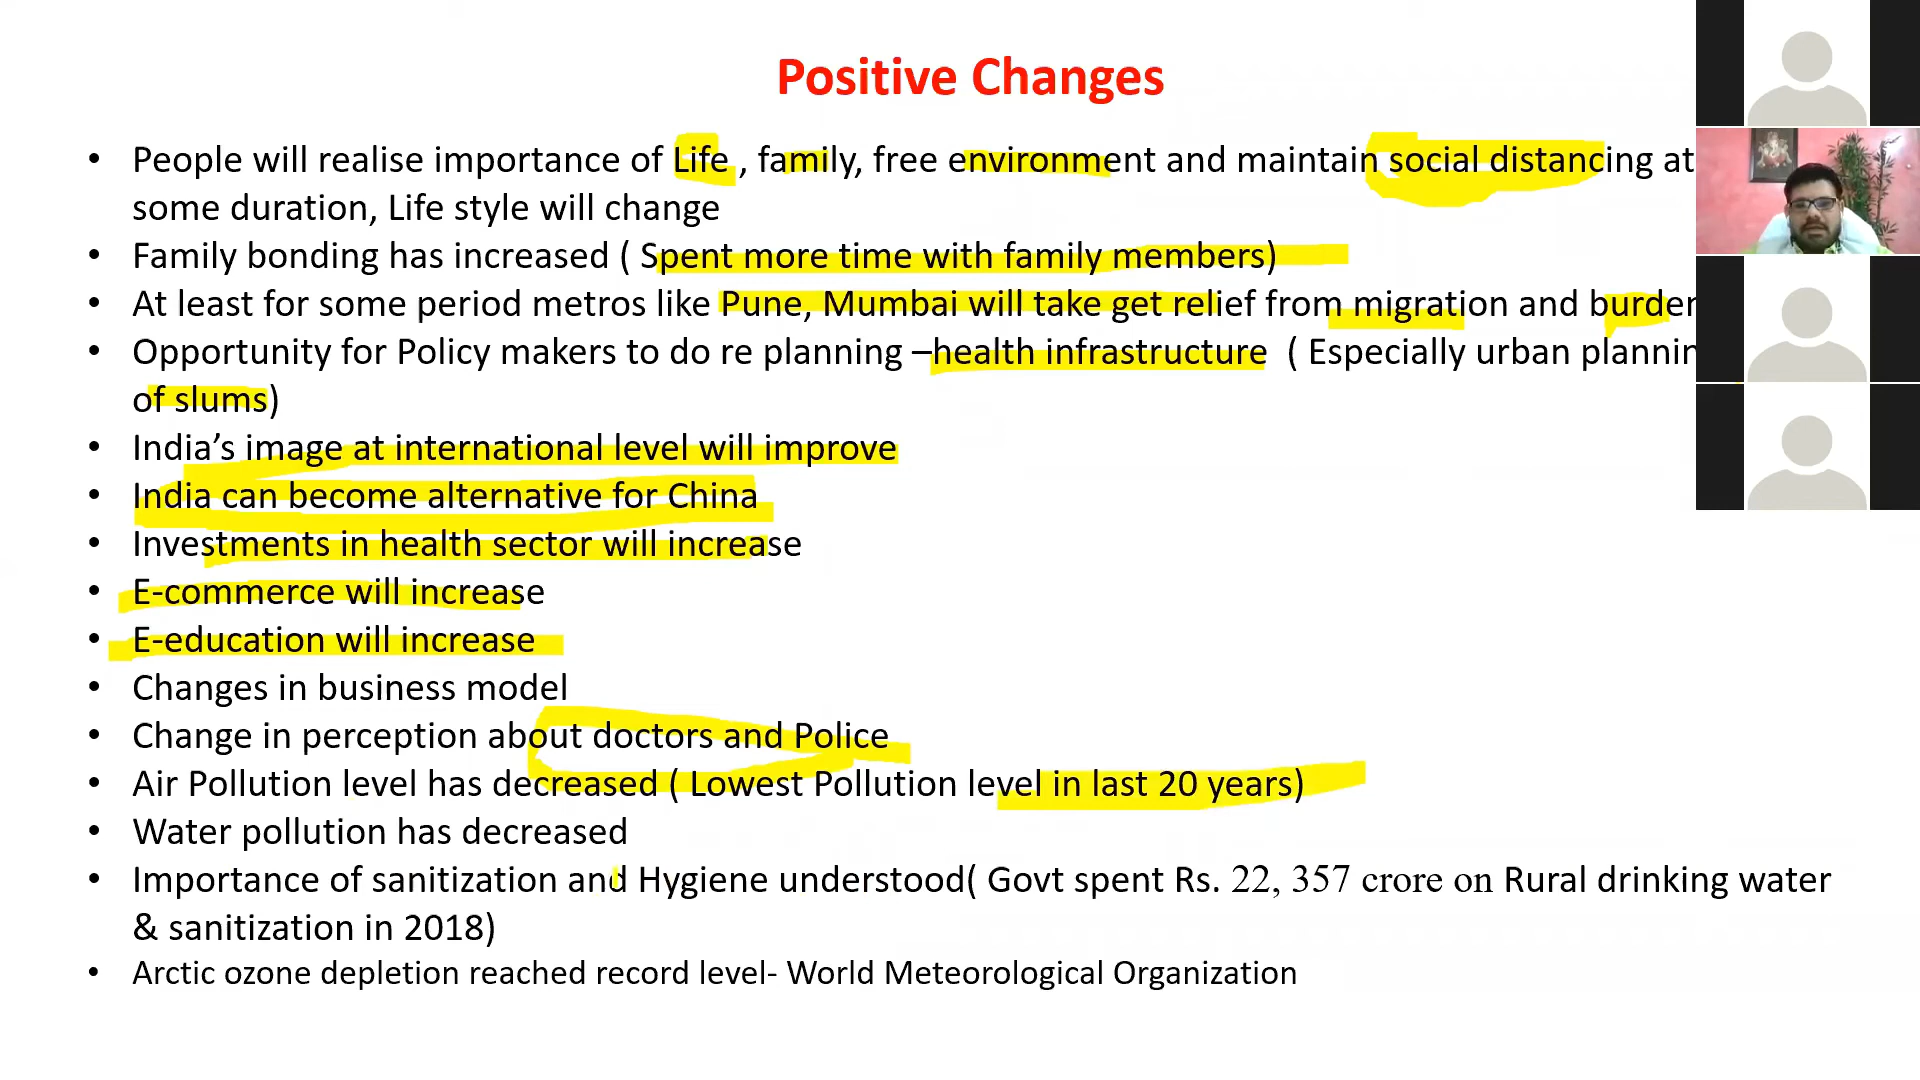 Positive Changes
• People will realise importance of Life , family, free environment and maintain social distancing at
some duration, Life style will change
• Family bonding has increased ( Spent more time with family members)
• At least for some period metros like Pune, Mumbai will take get relief from migration and burden
• Opportunity for Policy makers to do re planning –health infrastructure ( Especially urban planning
of slums)
• India’s image at international level will improve
• India can become alternative for China
• Investments in health sector will increase
• E-commerce will increase
• E-education will increase
• Changes in business model
• Change in perception about doctors and Police
• Air Pollution level has decreased ( Lowest Pollution level in last 20 years)
• Water pollution has decreased
• Importance of sanitization and Hygiene understood( Govt spent Rs. 22, 357 crore on Rural drinking water
& sanitization in 2018)
• Arctic ozone depletion reached record level- World Meteorological Organization